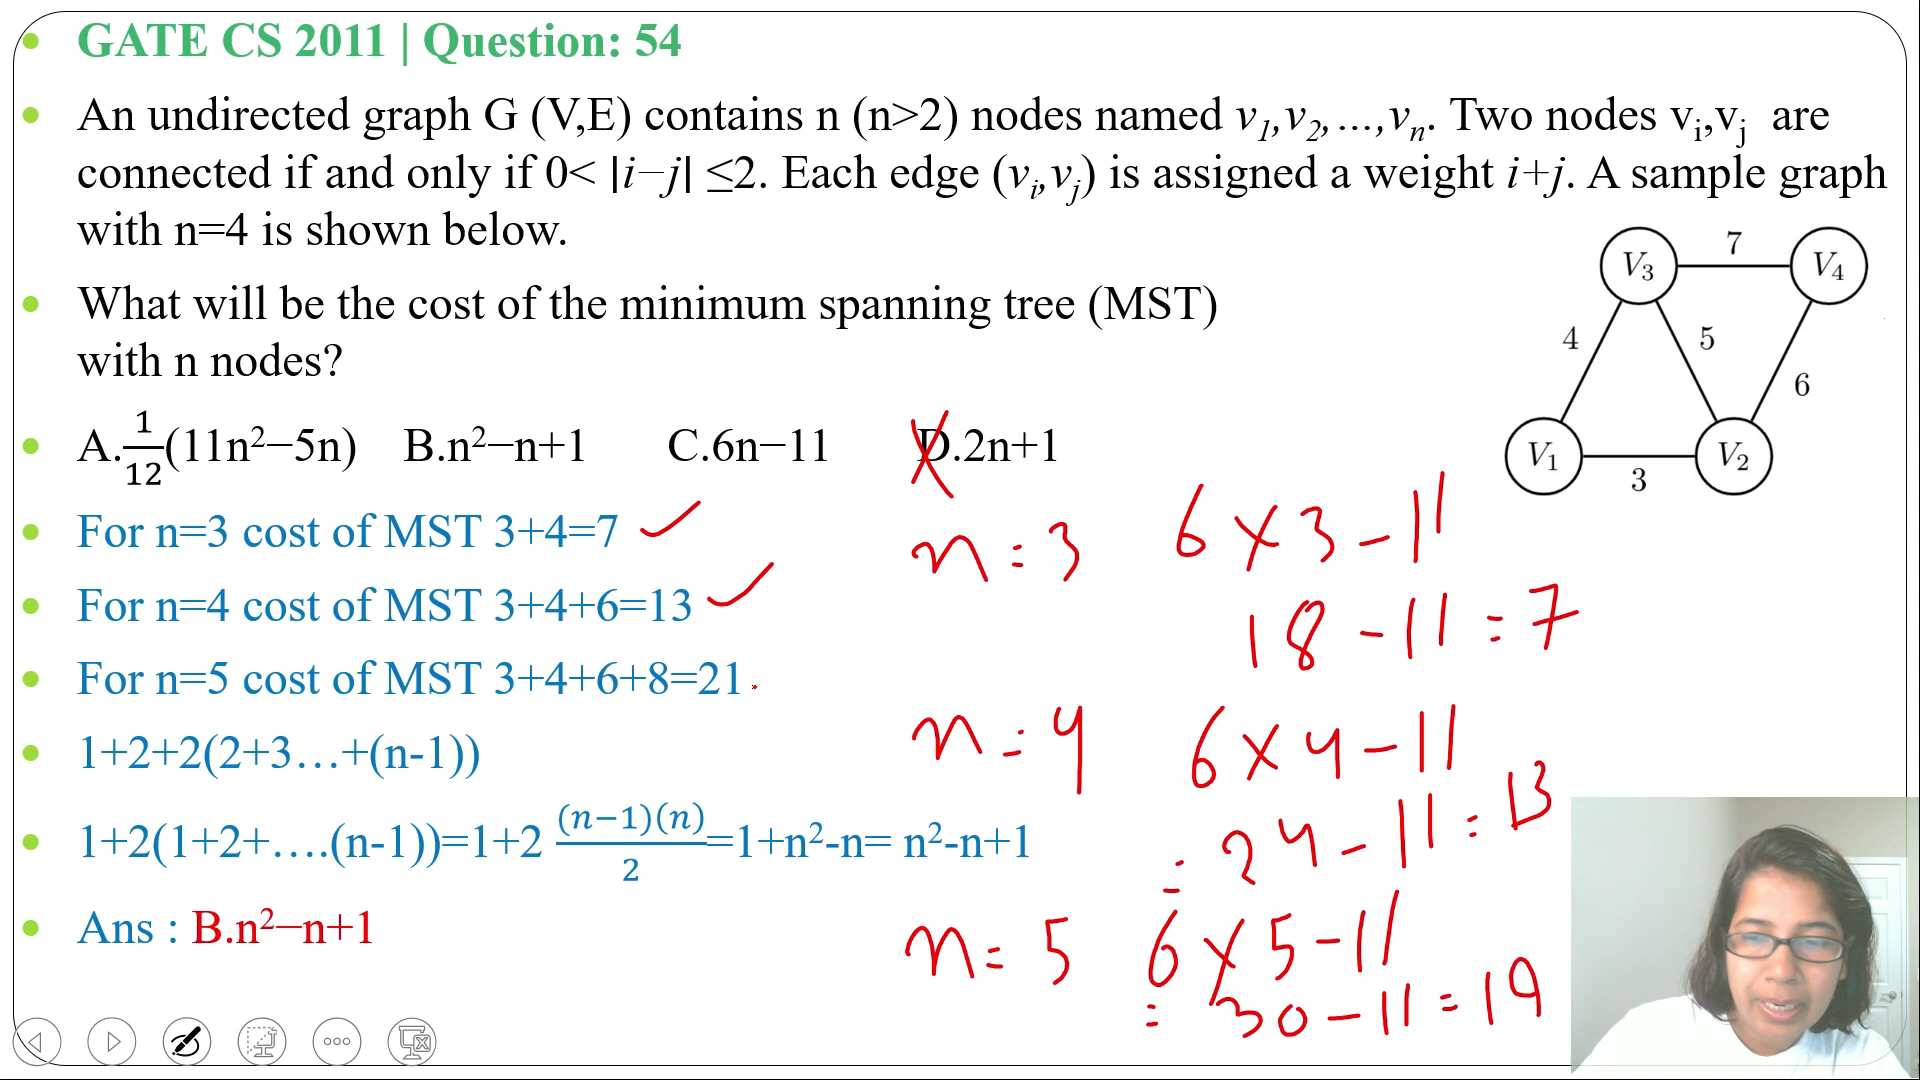 GATE CS 2011 | Question: 54
An undirected graph G (V,E) contains n (n>2) nodes named v₁,v₂,…,vₙ. Two nodes vᵢ,vⱼ are
connected if and only if 0< |i−j| ≤2. Each edge (vᵢ,vⱼ) is assigned a weight i+j. A sample graph
with n=4 is shown below.
What will be the cost of the minimum spanning tree (MST)
with n nodes?
A. 1/12 (11n²−5n) B.n²−n+1 C.6n−11 D.2n+1
For n=3 cost of MST 3+4=7
For n=4 cost of MST 3+4+6=13
For n=5 cost of MST 3+4+6+8=21
1+2+2(2+3…+(n-1))
1+2(1+2+….(n-1))=1+2 (n−1)(n)/2 =1+n²-n= n²-n+1
Ans : B.n²−n+1
V₃ 7 V₄
4 5 6
V₁ 3 V₂
n = 3 6 × 3 - 11
18 - 11 = 7
n = 4 6 × 4 - 11
= 24 - 11 = 13
n = 5 6 × 5 - 11
= 30 - 11 = 19